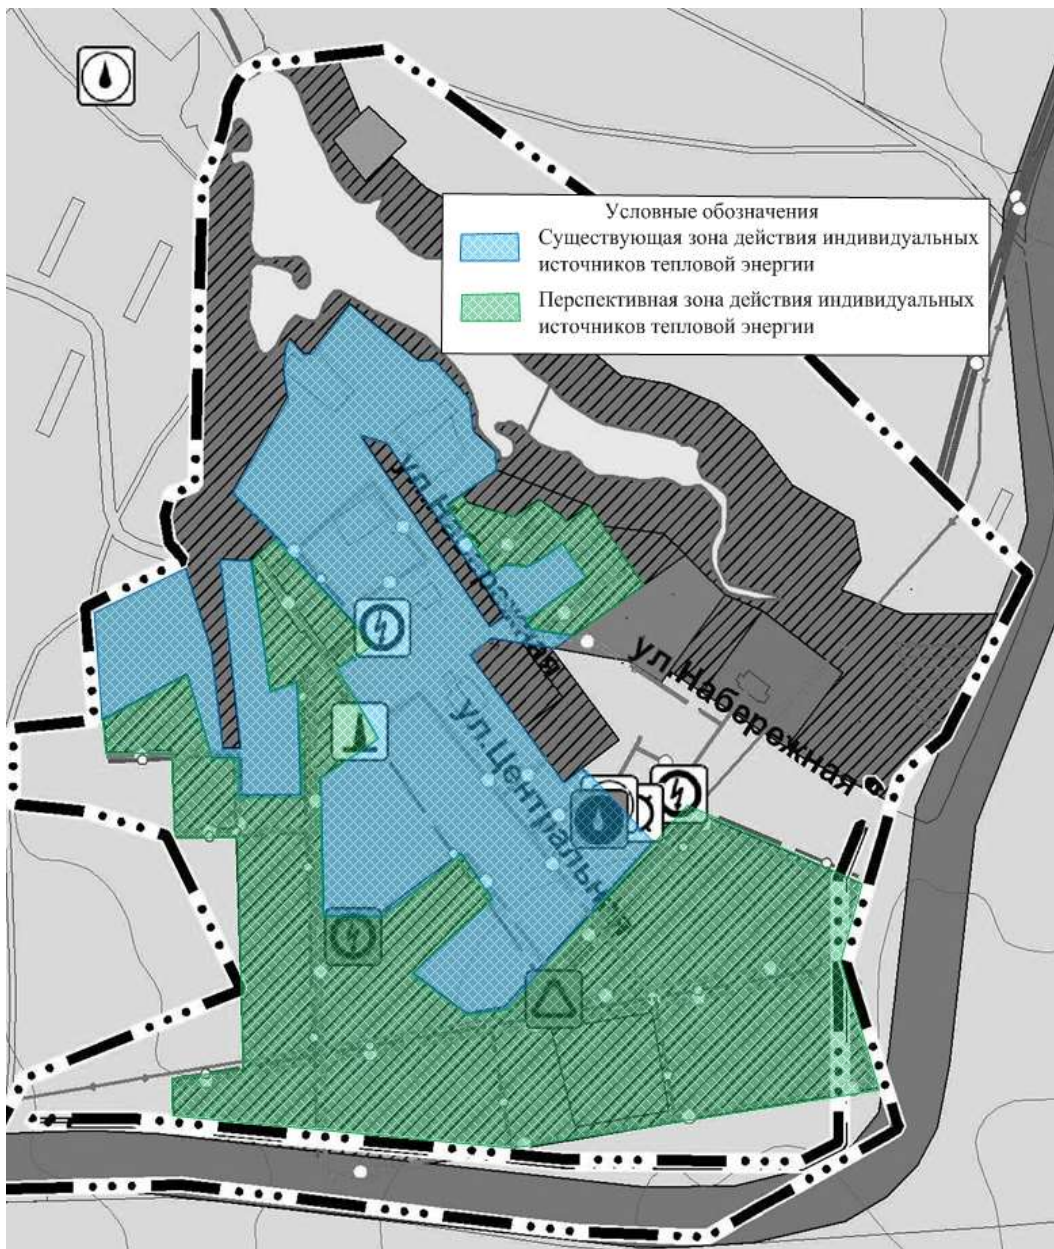 Условные обозначения
Существующая зона действия индивидуальных
источников тепловой энергии
Перспективная зона действия индивидуальных
источников тепловой энергии
ул.Набережная
ул.Набережная
ул.Центральная